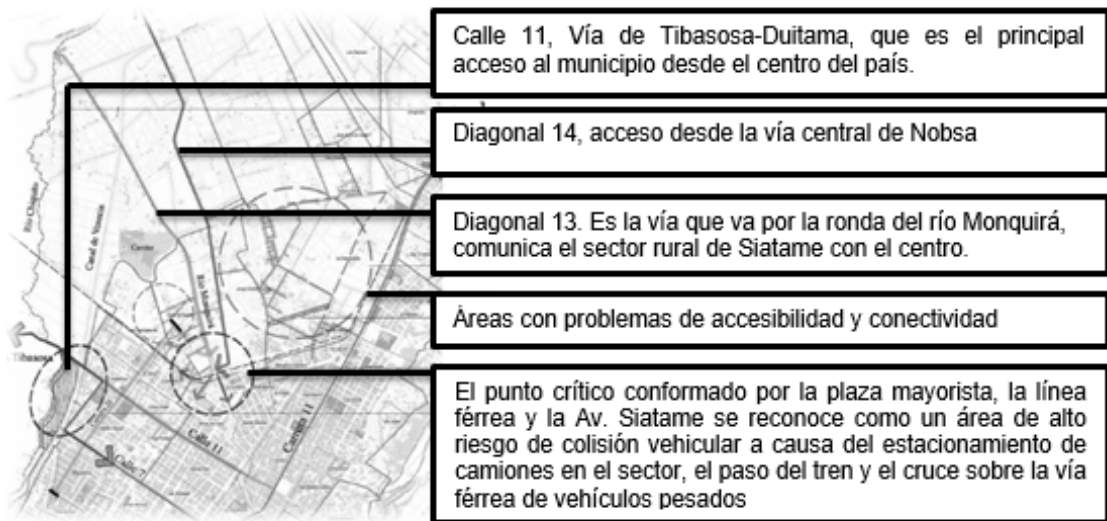 Calle 11, Vía de Tibasosa-Duitama, que es el principal
acceso al municipio desde el centro del país.
Diagonal 14, acceso desde la vía central de Nobsa
Diagonal 13. Es la vía que va por la ronda del río Monquirá,
comunica el sector rural de Siatame con el centro.
Áreas con problemas de accesibilidad y conectividad
El punto crítico conformado por la plaza mayorista, la línea
férrea y la Av. Siatame se reconoce como un área de alto
riesgo de colisión vehicular a causa del estacionamiento de
camiones en el sector, el paso del tren y el cruce sobre la vía
férrea de vehículos pesados
Canal de Venecia
Río
Tibasosa
Calle 11
Calle 7
Carrera 11